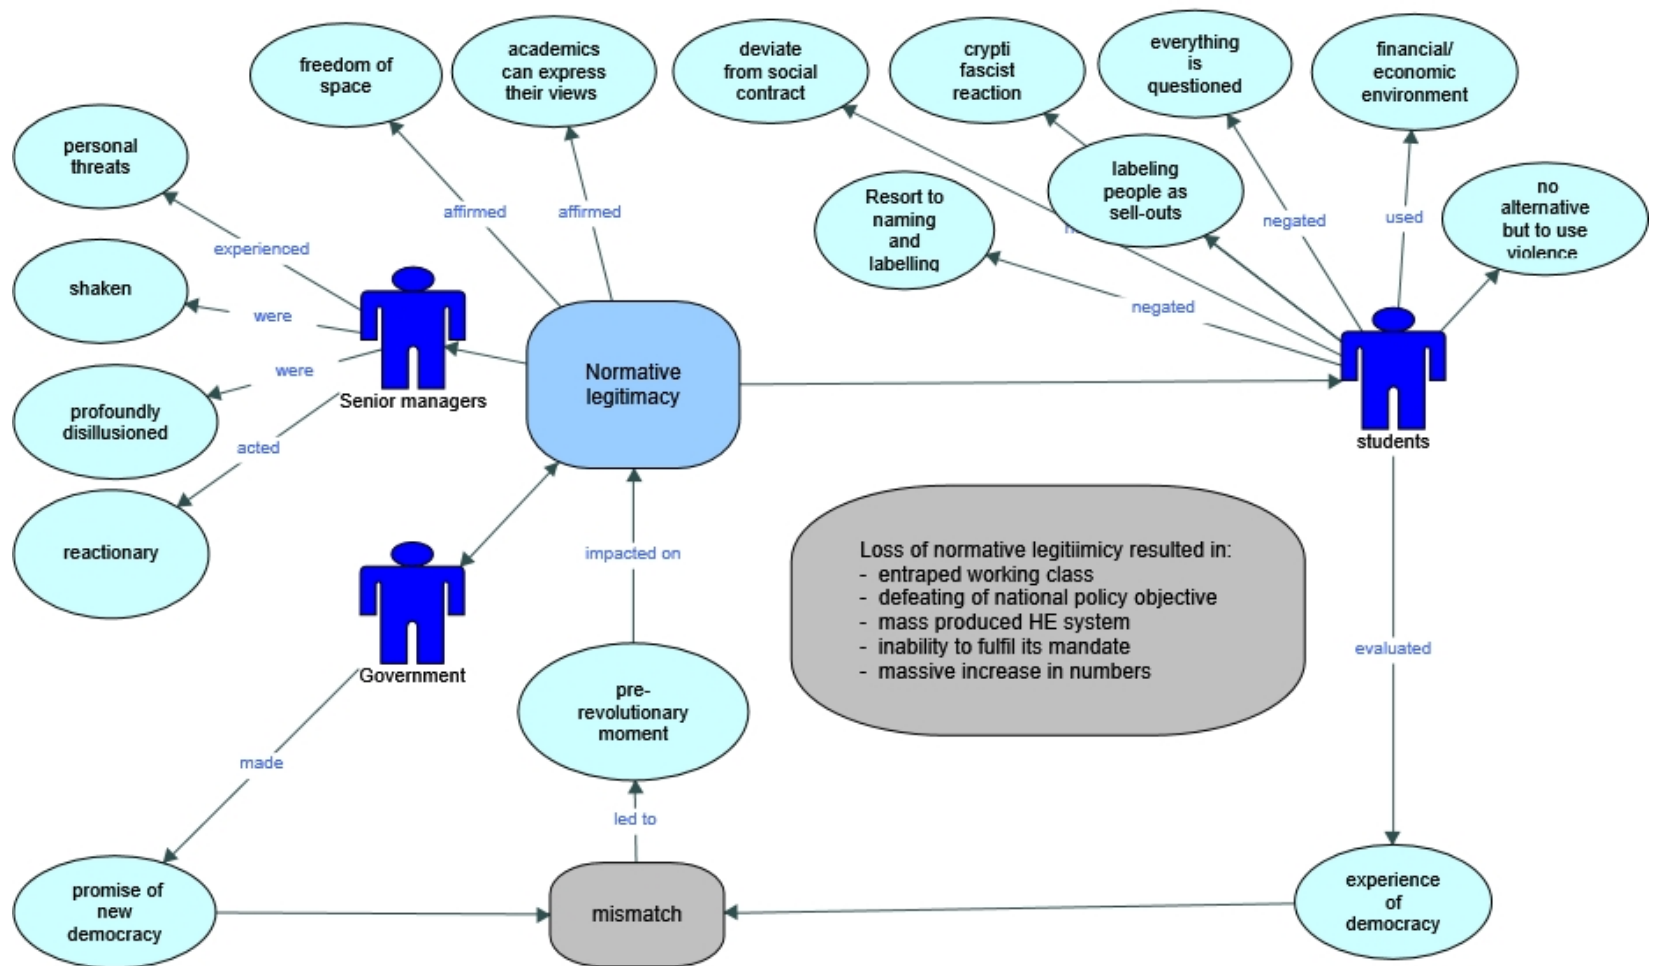 freedom of
space
academics
can express
their views
deviate
from social
contract
crypti
fascist
reaction
everything
is
questioned
financial/
economic
environment
personal
threats
labeling
people as
sell-outs
Resort to
naming
and
labelling
no
alternative
but to use
violence
affirmed
affirmed
negated
used
experienced
shaken
were
negated
were
Senior managers
Normative
legitimacy
profoundly
disillusioned
acted
students
reactionary
impacted on
Loss of normative legitiimicy resulted in:
- entraped working class
- defeating of national policy objective
- mass produced HE system
- inability to fulfil its mandate
- massive increase in numbers
evaluated
Government
pre-
revolutionary
moment
made
led to
promise of
new
democracy
mismatch
experience
of
democracy